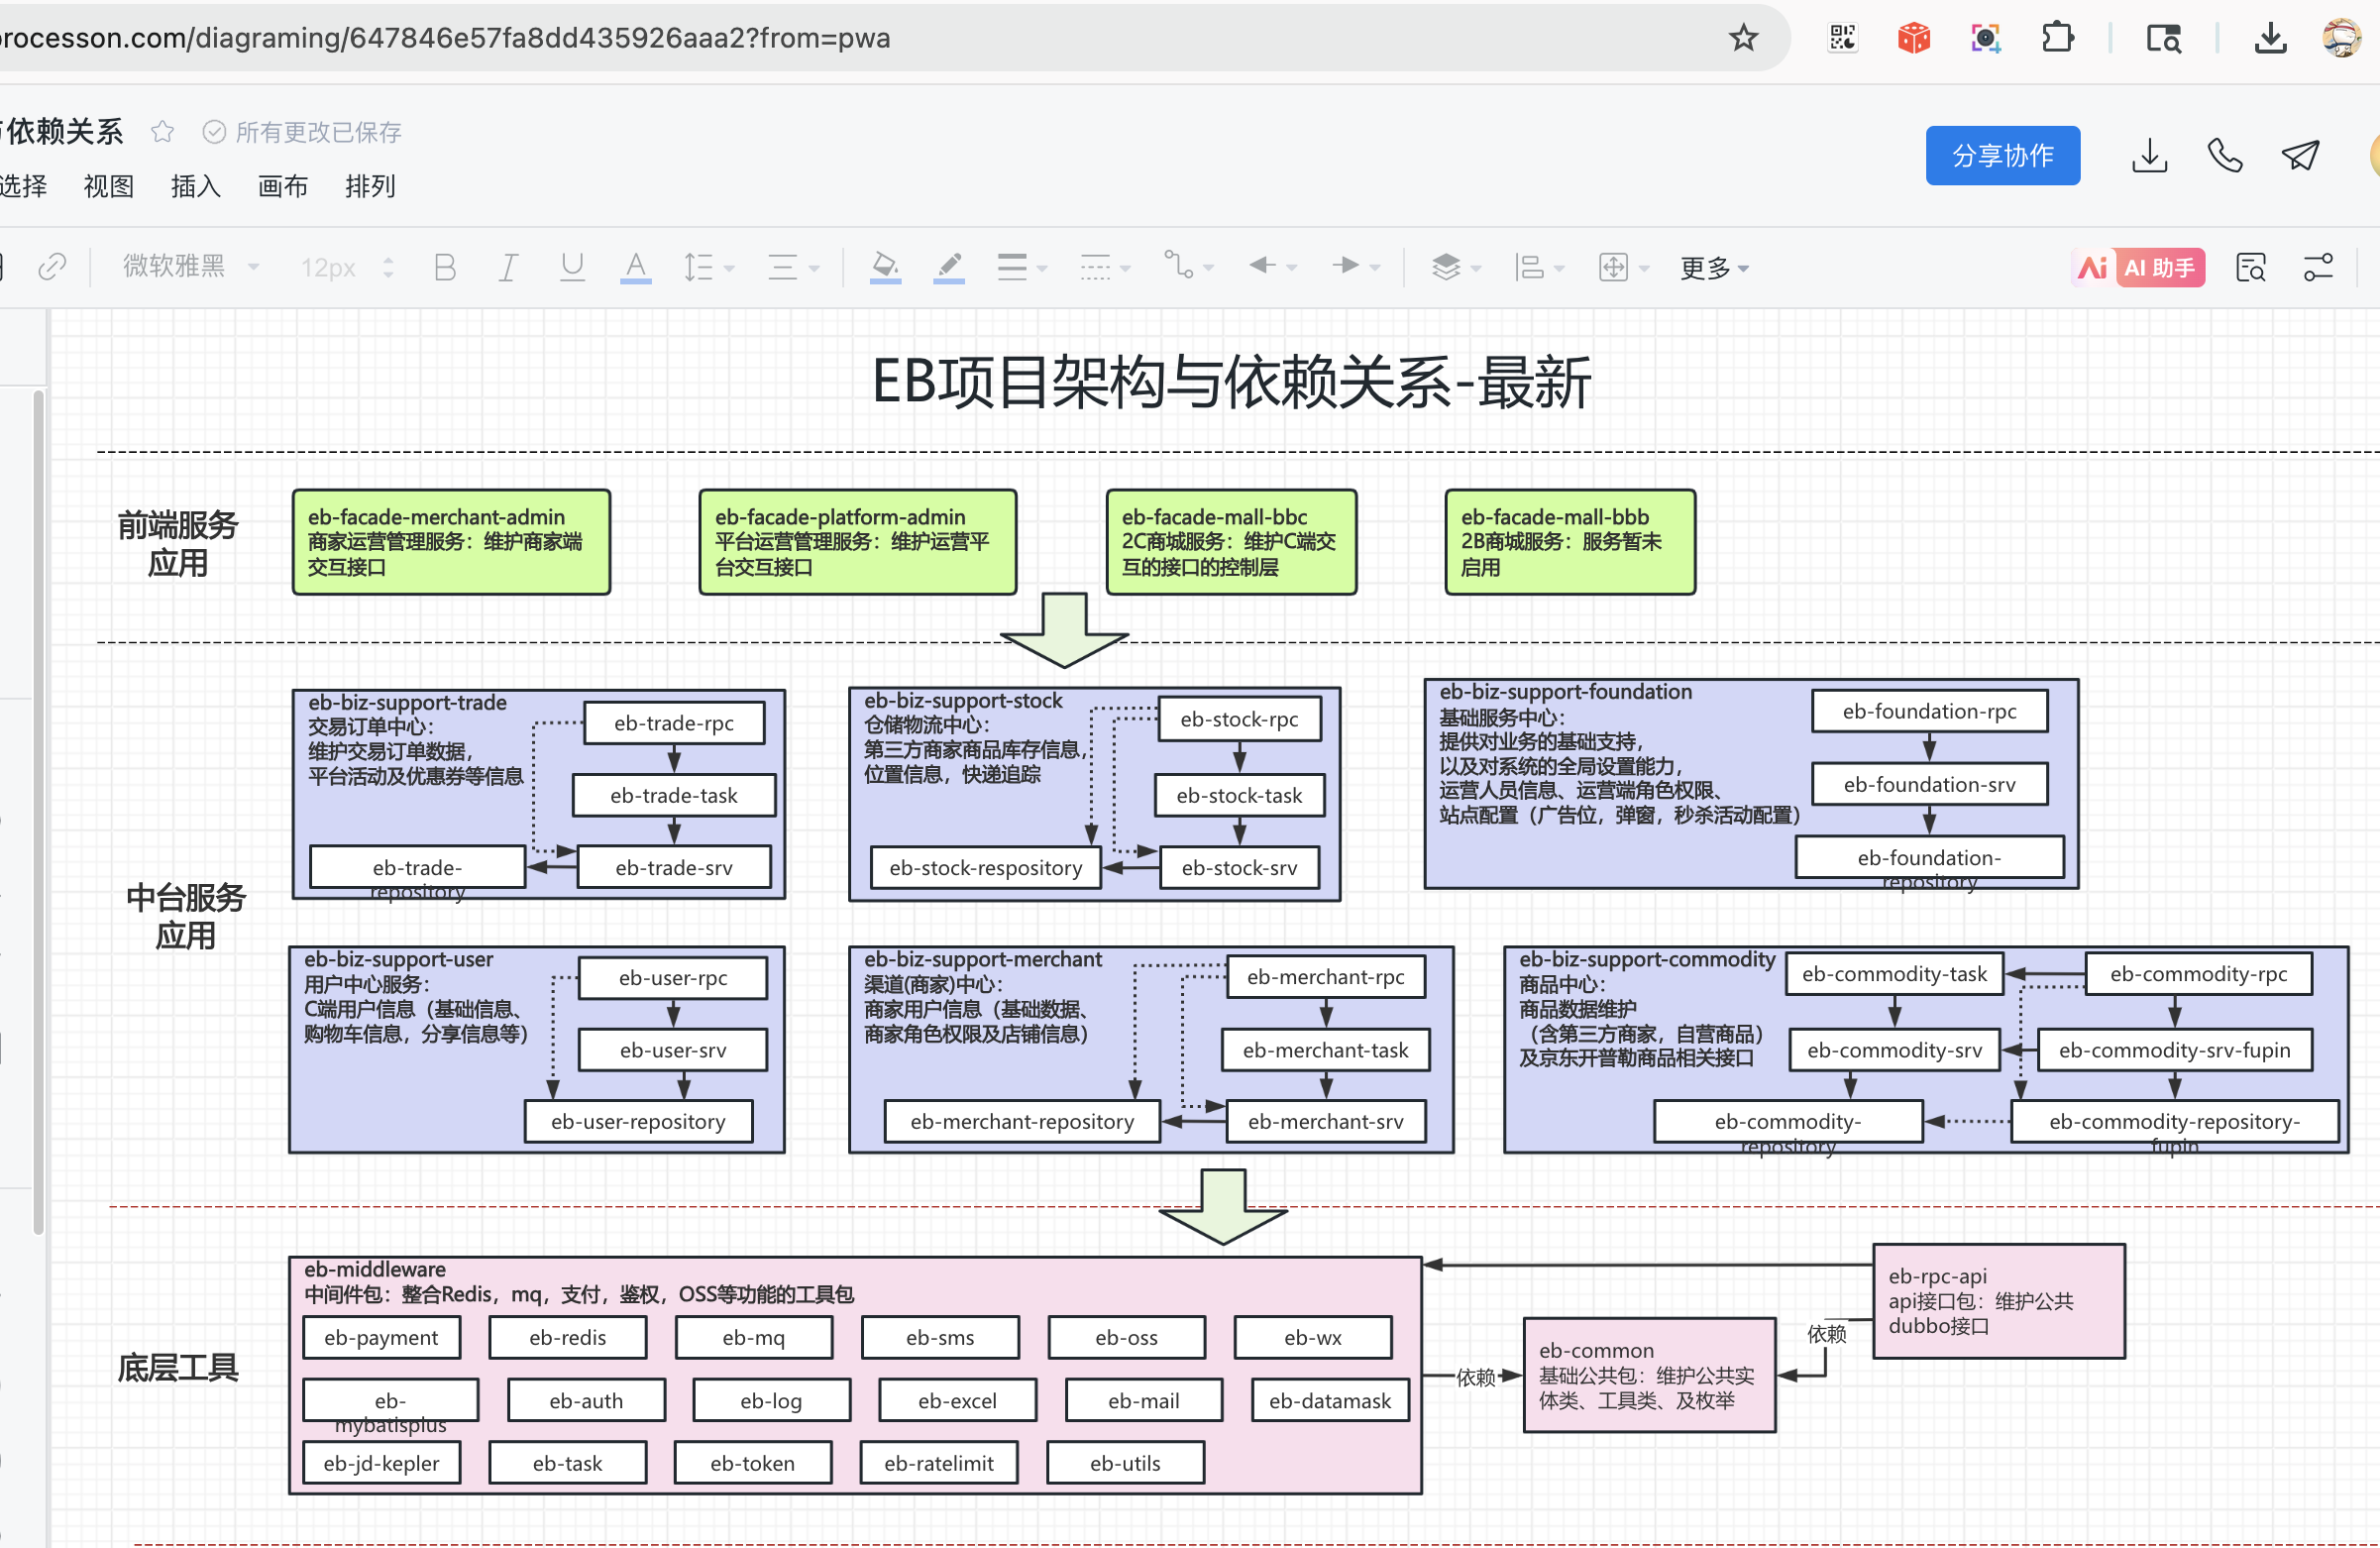 rocesson.com/diagraming/647846e57fa8dd435926aaa2?from=pwa
依赖关系
所有更改已保存
分享协作
选择 视图 插入 画布 排列
微软雅黑 12px B I U A 更多 Ai AI 助手
EB项目架构与依赖关系-最新
前端服务
应用
eb-facade-merchant-admin
商家运营管理服务：维护商家端
交互接口
eb-facade-platform-admin
平台运营管理服务：维护运营平
台交互接口
eb-facade-mall-bbc
2C商城服务：维护C端交
互的接口的控制层
eb-facade-mall-bbb
2B商城服务：服务暂未
启用
中台服务
应用
eb-biz-support-trade
交易订单中心：
维护交易订单数据，
平台活动及优惠券等信息
eb-trade-rpc
eb-trade-task
eb-trade-srv
eb-trade-
repository
eb-biz-support-stock
仓储物流中心：
第三方商家商品库存信息，
位置信息，快递追踪
eb-stock-rpc
eb-stock-task
eb-stock-srv
eb-stock-respository
eb-biz-support-foundation
基础服务中心：
提供对业务的基础支持，
以及对系统的全局设置能力，
运营人员信息、运营端角色权限、
站点配置（广告位，弹窗，秒杀活动配置）
eb-foundation-rpc
eb-foundation-srv
eb-foundation-
repository
eb-biz-support-user
用户中心服务：
C端用户信息（基础信息、
购物车信息，分享信息等）
eb-user-rpc
eb-user-srv
eb-user-repository
eb-biz-support-merchant
渠道(商家)中心：
商家用户信息（基础数据、
商家角色权限及店铺信息）
eb-merchant-rpc
eb-merchant-task
eb-merchant-srv
eb-merchant-repository
eb-biz-support-commodity
商品中心：
商品数据维护
（含第三方商家，自营商品）
及京东开普勒商品相关接口
eb-commodity-task
eb-commodity-rpc
eb-commodity-srv
eb-commodity-srv-fupin
eb-commodity-
repository
eb-commodity-repository-
fupin
底层工具
eb-middleware
中间件包：整合Redis，mq，支付，鉴权，OSS等功能的工具包
eb-payment
eb-redis
eb-mq
eb-sms
eb-oss
eb-wx
eb-
mybatisplus
eb-auth
eb-log
eb-excel
eb-mail
eb-datamask
eb-jd-kepler
eb-task
eb-token
eb-ratelimit
eb-utils
依赖
eb-common
基础公共包：维护公共实
体类、工具类、及枚举
依赖
eb-rpc-api
api接口包：维护公共
dubbo接口